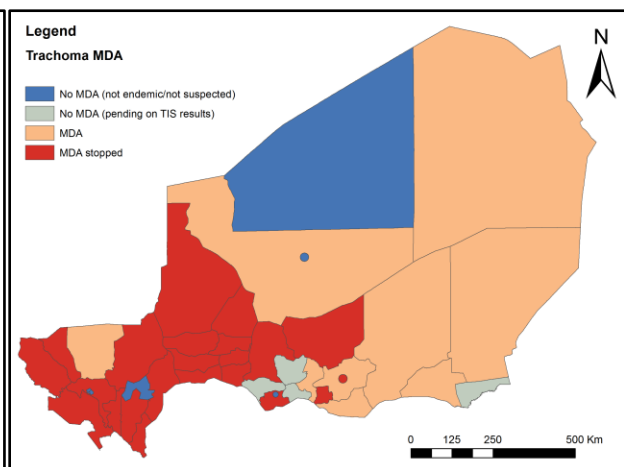 Legend
Trachoma MDA
No MDA (not endemic/not suspected)
No MDA (pending on TIS results)
MDA
MDA stopped
N
0 125 250 500 Km